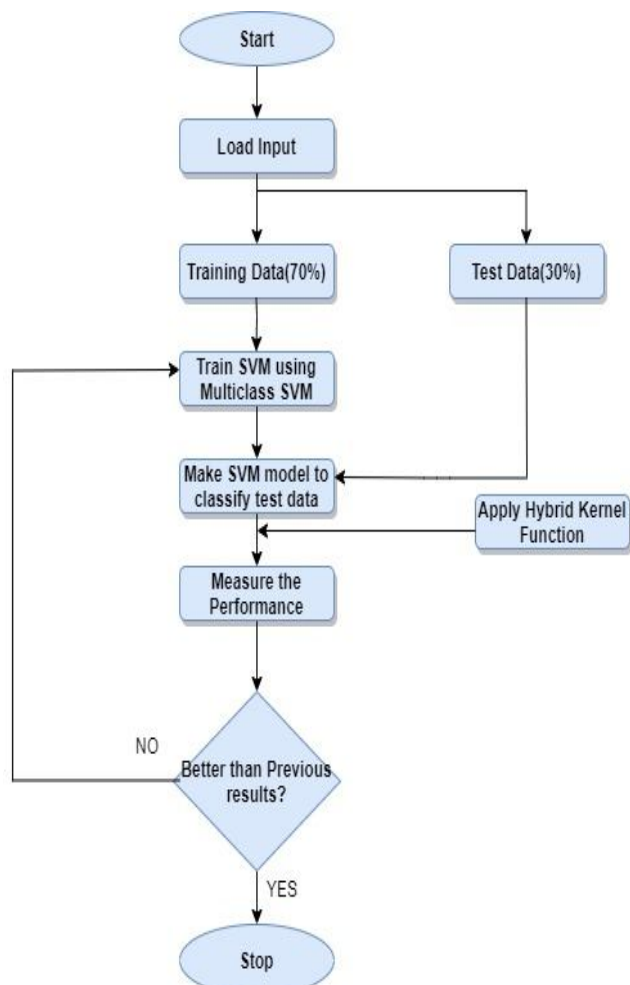 Start
Load Input
Training Data(70%)
Test Data(30%)
Train SVM using
Multiclass SVM
Make SVM model to
classify test data
Apply Hybrid Kernel
Function
Measure the
Performance
NO
Better than Previous
results?
YES
Stop